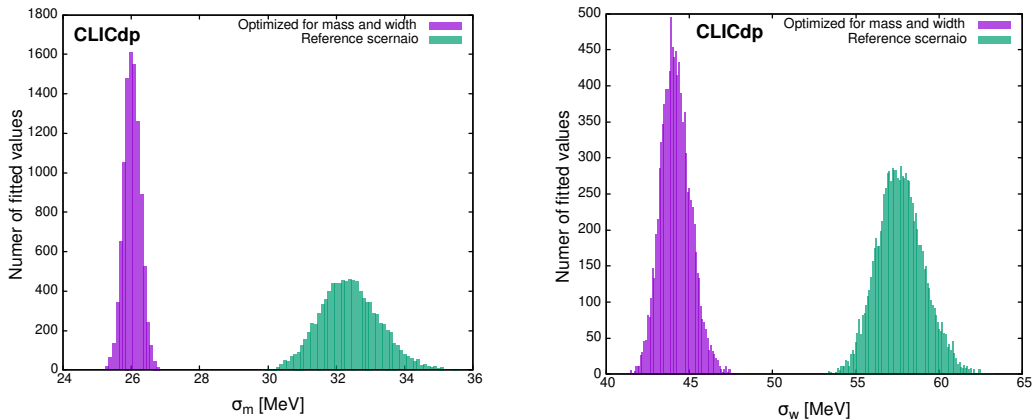 CLICdp
Optimized for mass and width
Reference scernaio
Numer of fitted values
1800
1600
1400
1200
1000
800
600
400
200
0
24 26 28 30 32 34 36
σm [MeV]
CLICdp
Optimized for mass and width
Reference scernaio
Numer of fitted values
500
450
400
350
300
250
200
150
100
50
0
40 45 50 55 60 65
σw [MeV]